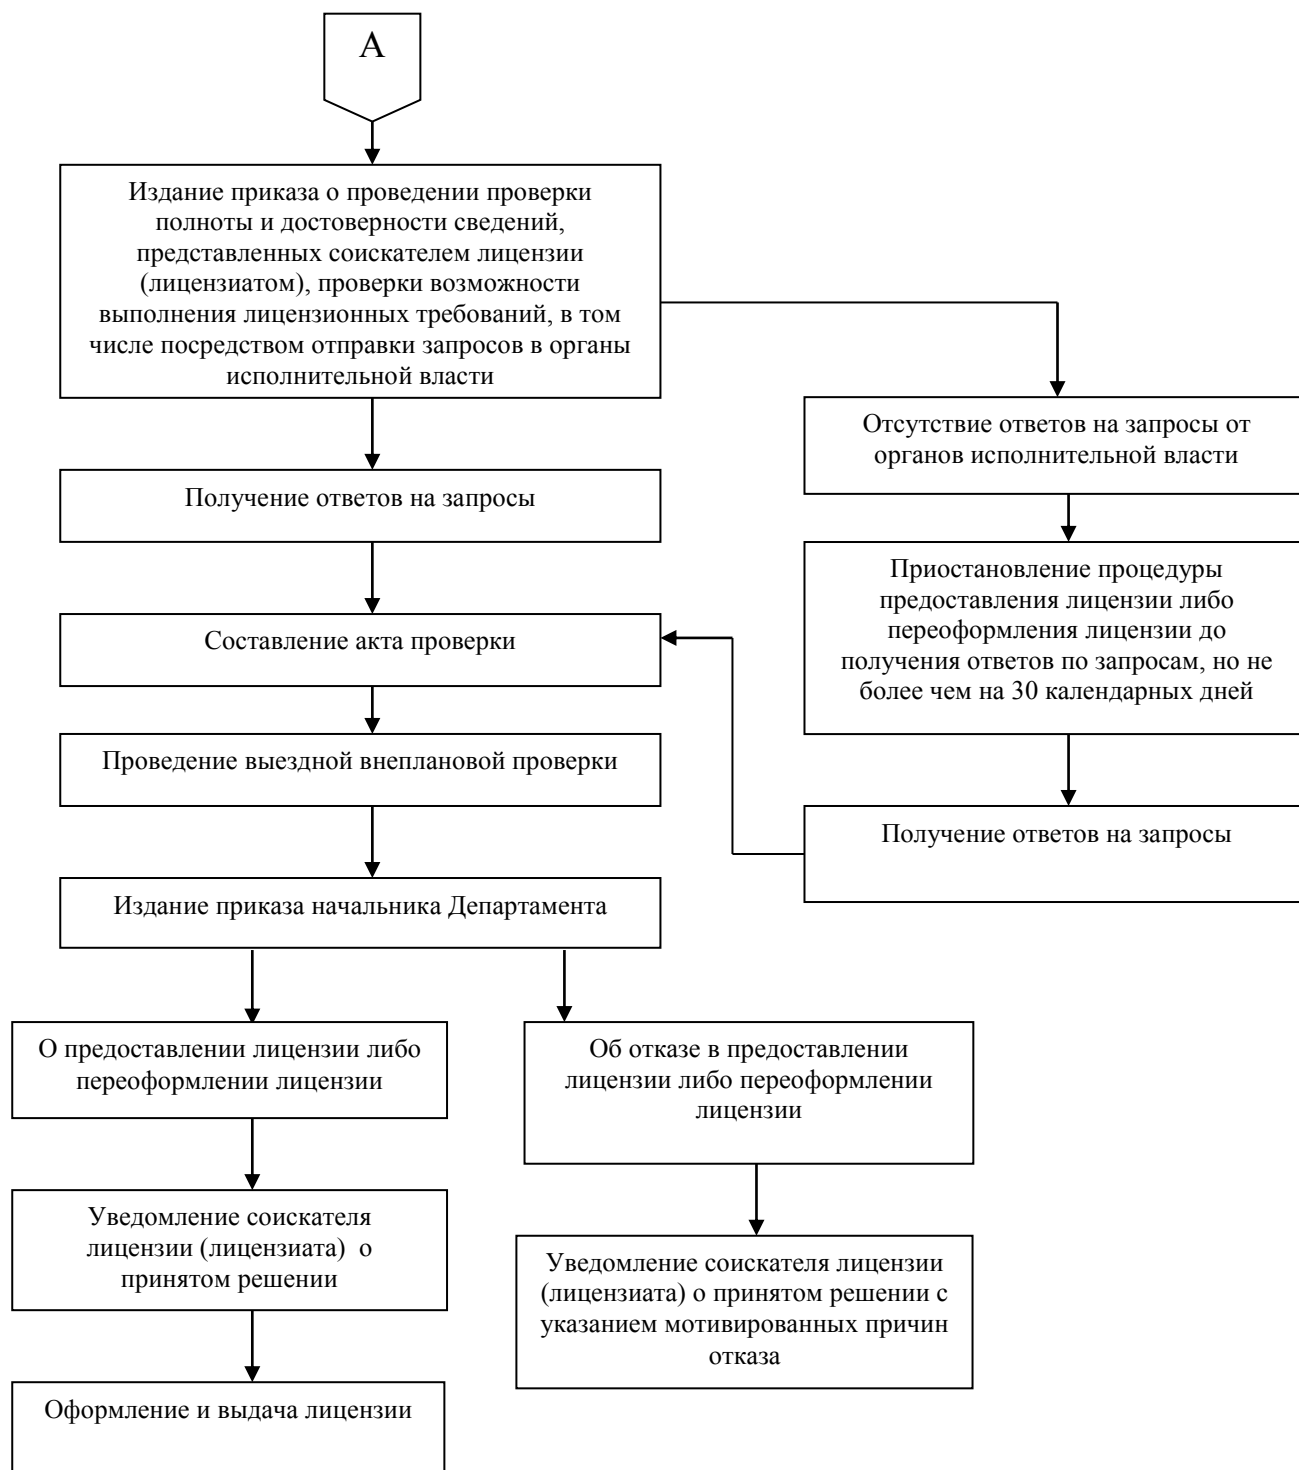 А
Издание приказа о проведении проверки
полноты и достоверности сведений,
представленных соискателем лицензии
(лицензиатом), проверки возможности
выполнения лицензионных требований, в том
числе посредством отправки запросов в органы
исполнительной власти
Отсутствие ответов на запросы от
органов исполнительной власти
Получение ответов на запросы
Приостановление процедуры
предоставления лицензии либо
переоформления лицензии до
получения ответов по запросам, но не
более чем на 30 календарных дней
Составление акта проверки
Проведение выездной внеплановой проверки
Получение ответов на запросы
Издание приказа начальника Департамента
О предоставлении лицензии либо
переоформлении лицензии
Об отказе в предоставлении
лицензии либо переоформлении
лицензии
Уведомление соискателя
лицензии (лицензиата) о
принятом решении
Уведомление соискателя лицензии
(лицензиата) о принятом решении с
указанием мотивированных причин
отказа
Оформление и выдача лицензии